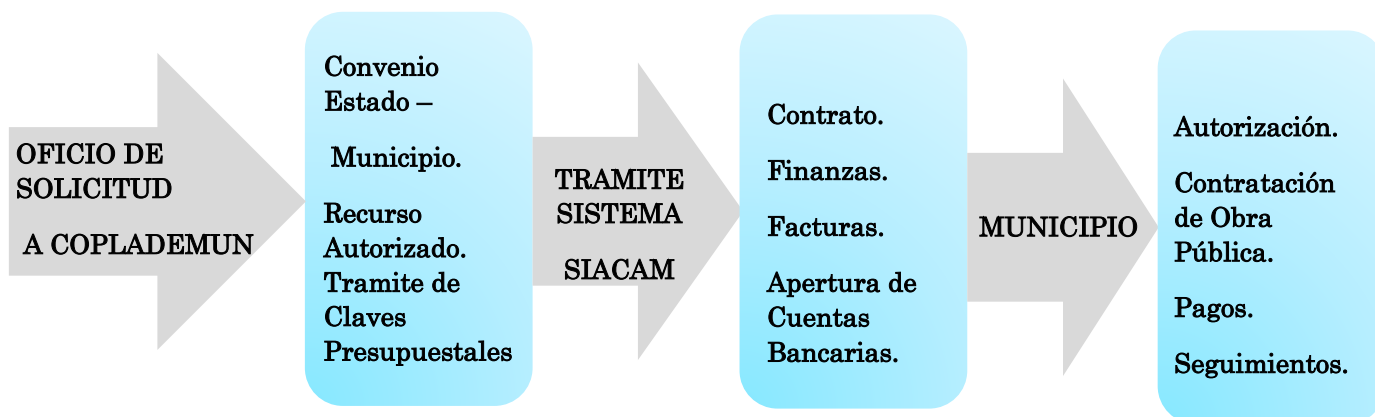 OFICIO DE
SOLICITUD
A COPLADEMUN
Convenio
Estado –
Municipio.
Recurso
Autorizado.
Tramite de
Claves
Presupuestales
TRAMITE
SISTEMA
SIACAM
Contrato.
Finanzas.
Facturas.
Apertura de
Cuentas
Bancarias.
MUNICIPIO
Autorización.
Contratación
de Obra
Pública.
Pagos.
Seguimientos.